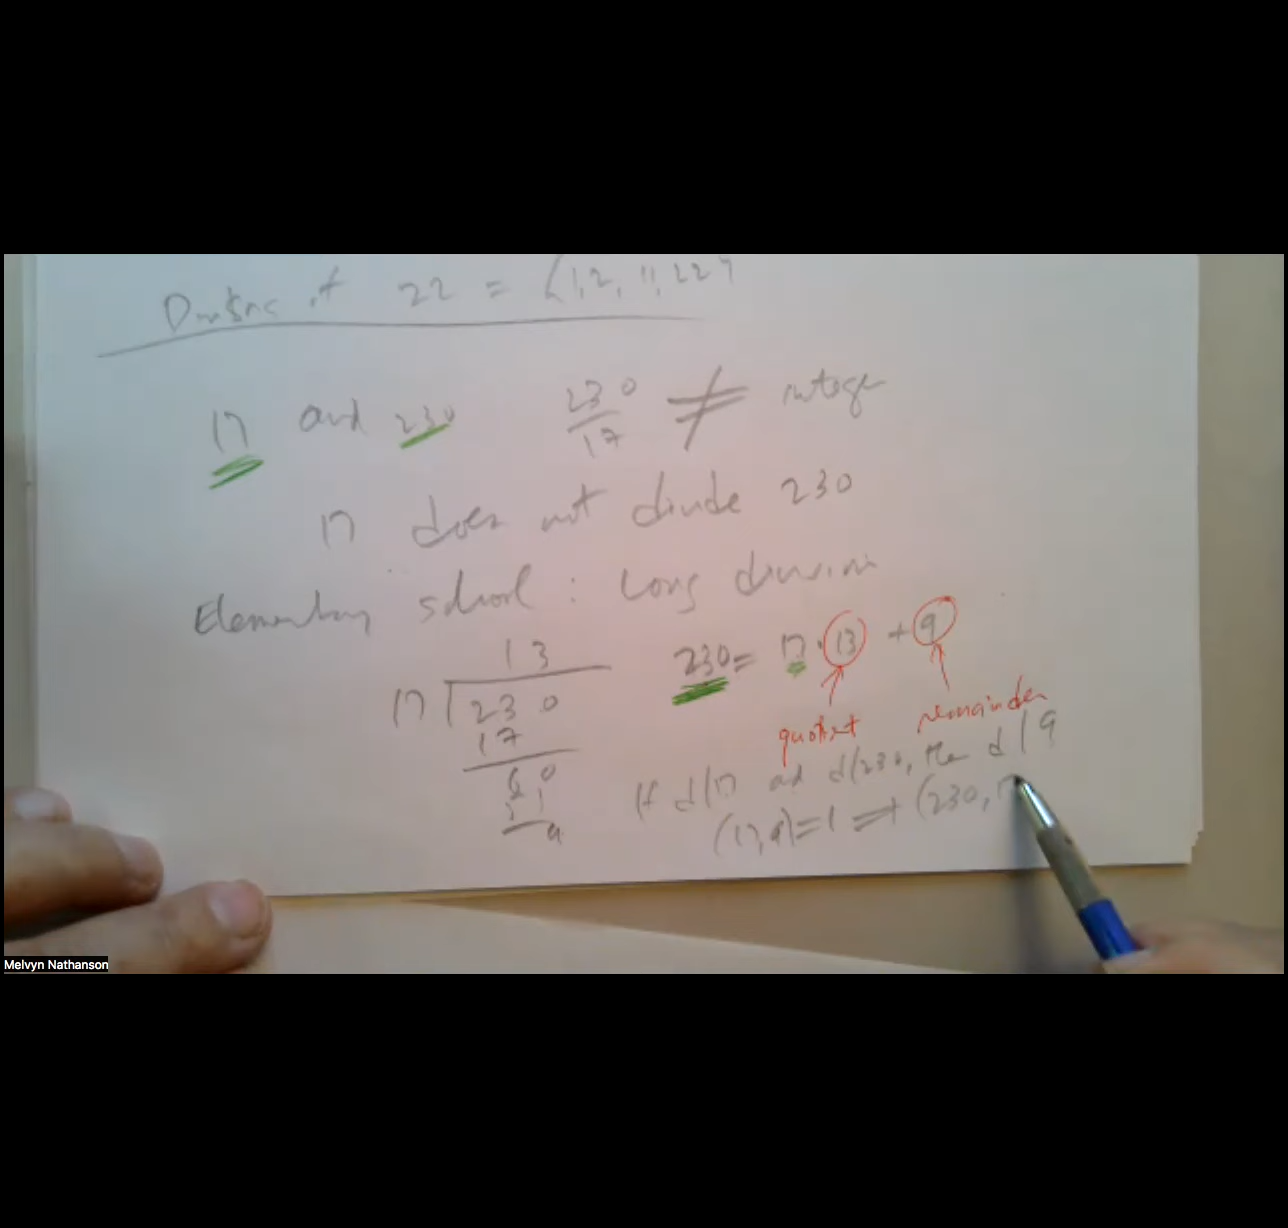 Divisors of 22 = {1, 2, 11, 22}
17 and 230 230/17 ≠ integer
17 does not divide 230
Elementary school : Long division
13
17 230 230 = 17 · 13 + 9
17 quotient remainder
60
51
9
If d|17 and d|230, then d|9
(17, 9) = 1 ⇒ (230, 17
Melvyn Nathanson